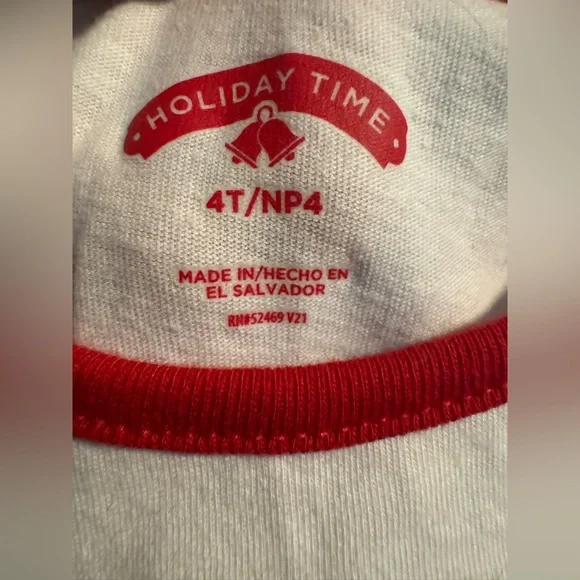 HOLIDAY TIME
4T/NP4
MADE IN/HECHO EN
EL SALVADOR
RN#52469 V21